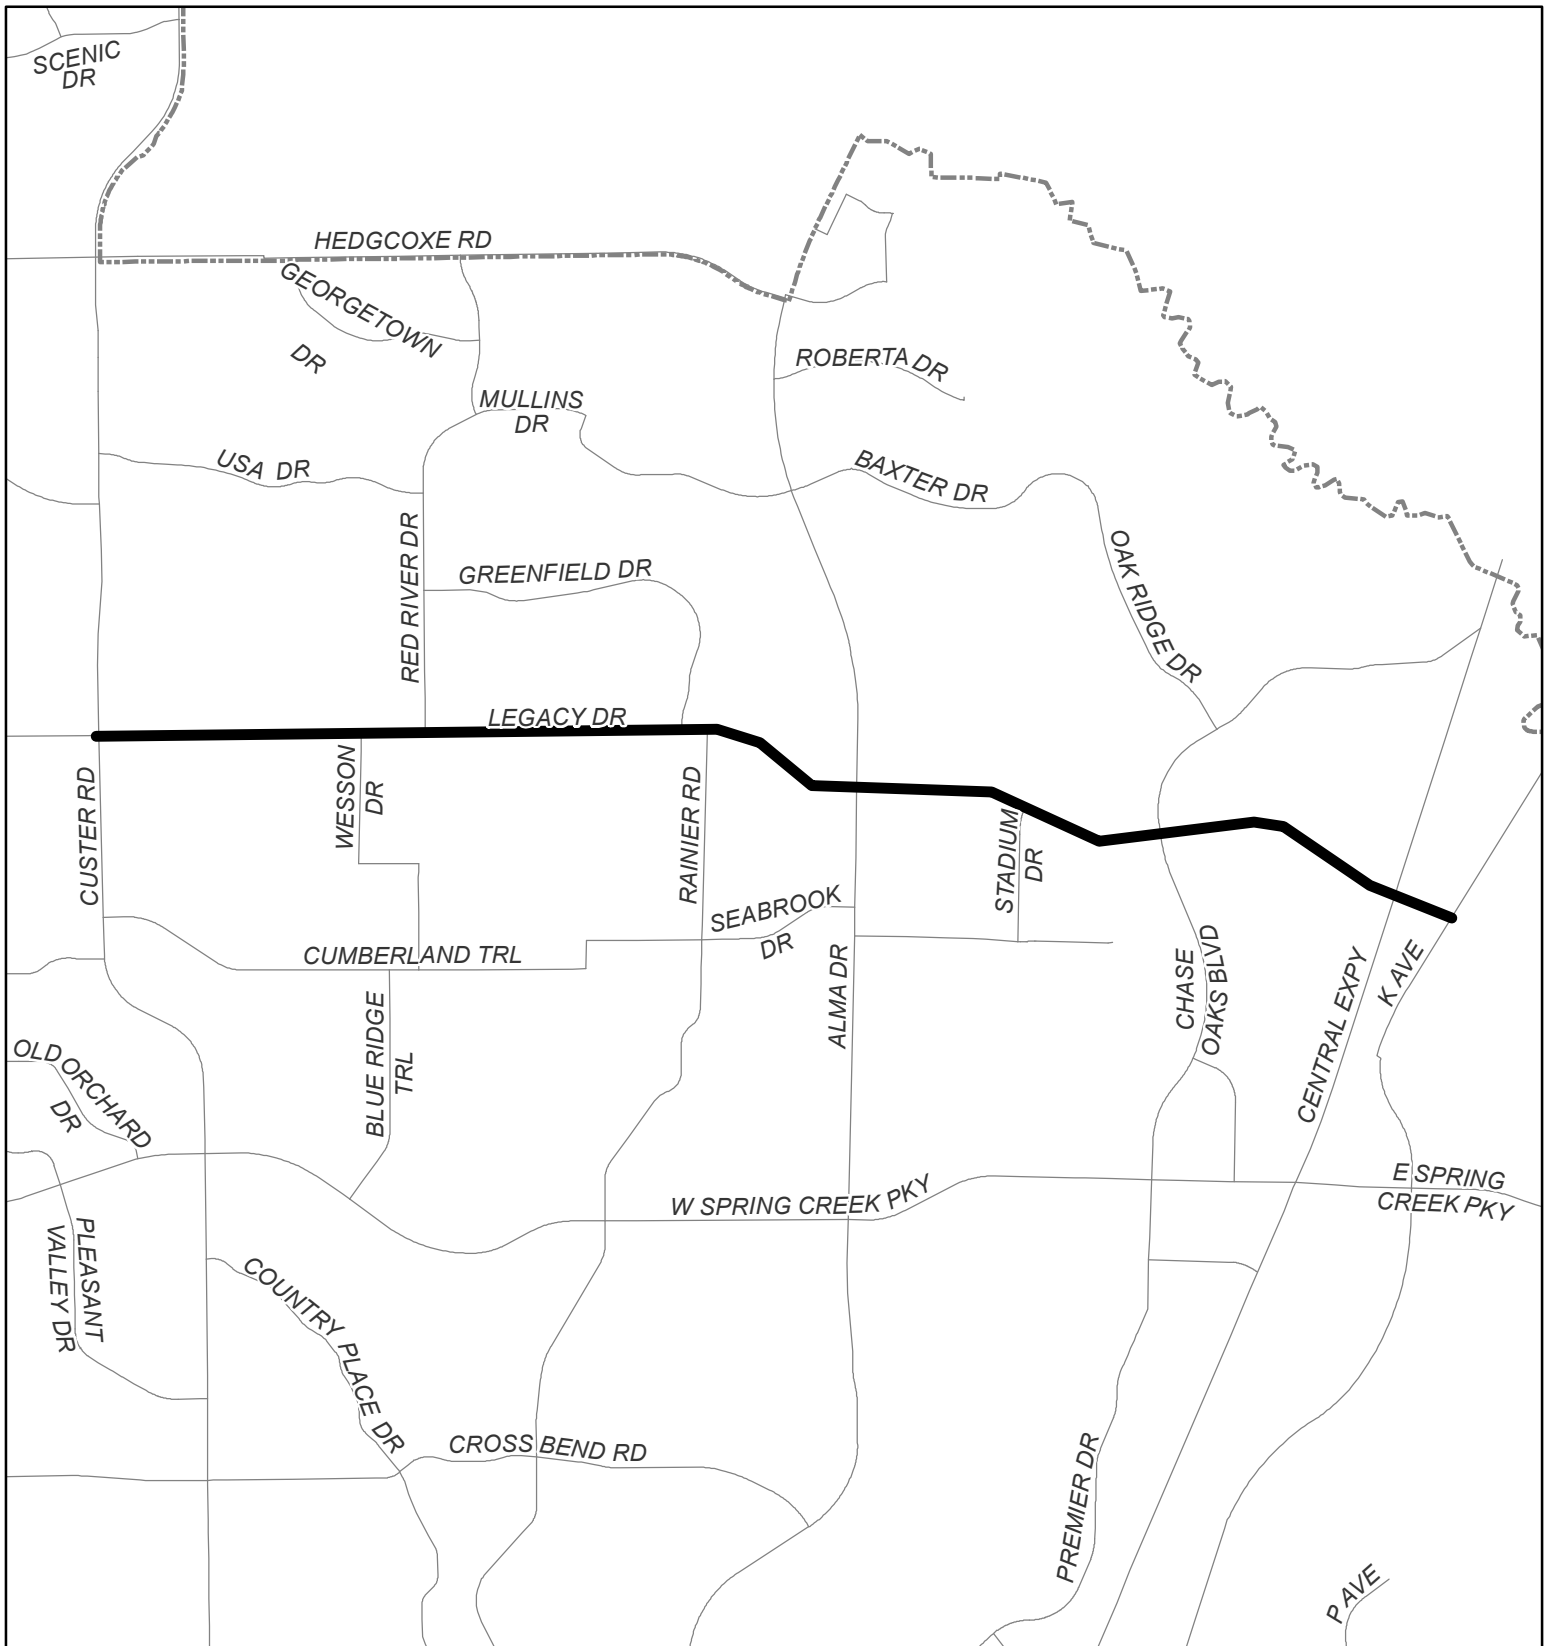 SCENIC
DR
HEDGCOXE RD
GEORGETOWN
DR
ROBERTA DR
MULLINS
DR
USA DR
BAXTER DR
RED RIVER DR
GREENFIELD DR
OAK RIDGE DR
LEGACY DR
CUSTER RD
WESSON
DR
RAINIER RD
STADIUM
DR
SEABROOK
DR
CUMBERLAND TRL
ALMA DR
CHASE
OAKS BLVD
CENTRAL EXPY
K AVE
BLUE RIDGE
TRL
OLD ORCHARD
DR
W SPRING CREEK PKY
E SPRING
CREEK PKY
PLEASANT
VALLEY DR
COUNTRY PLACE DR
CROSS BEND RD
PREMIER DR
P AVE